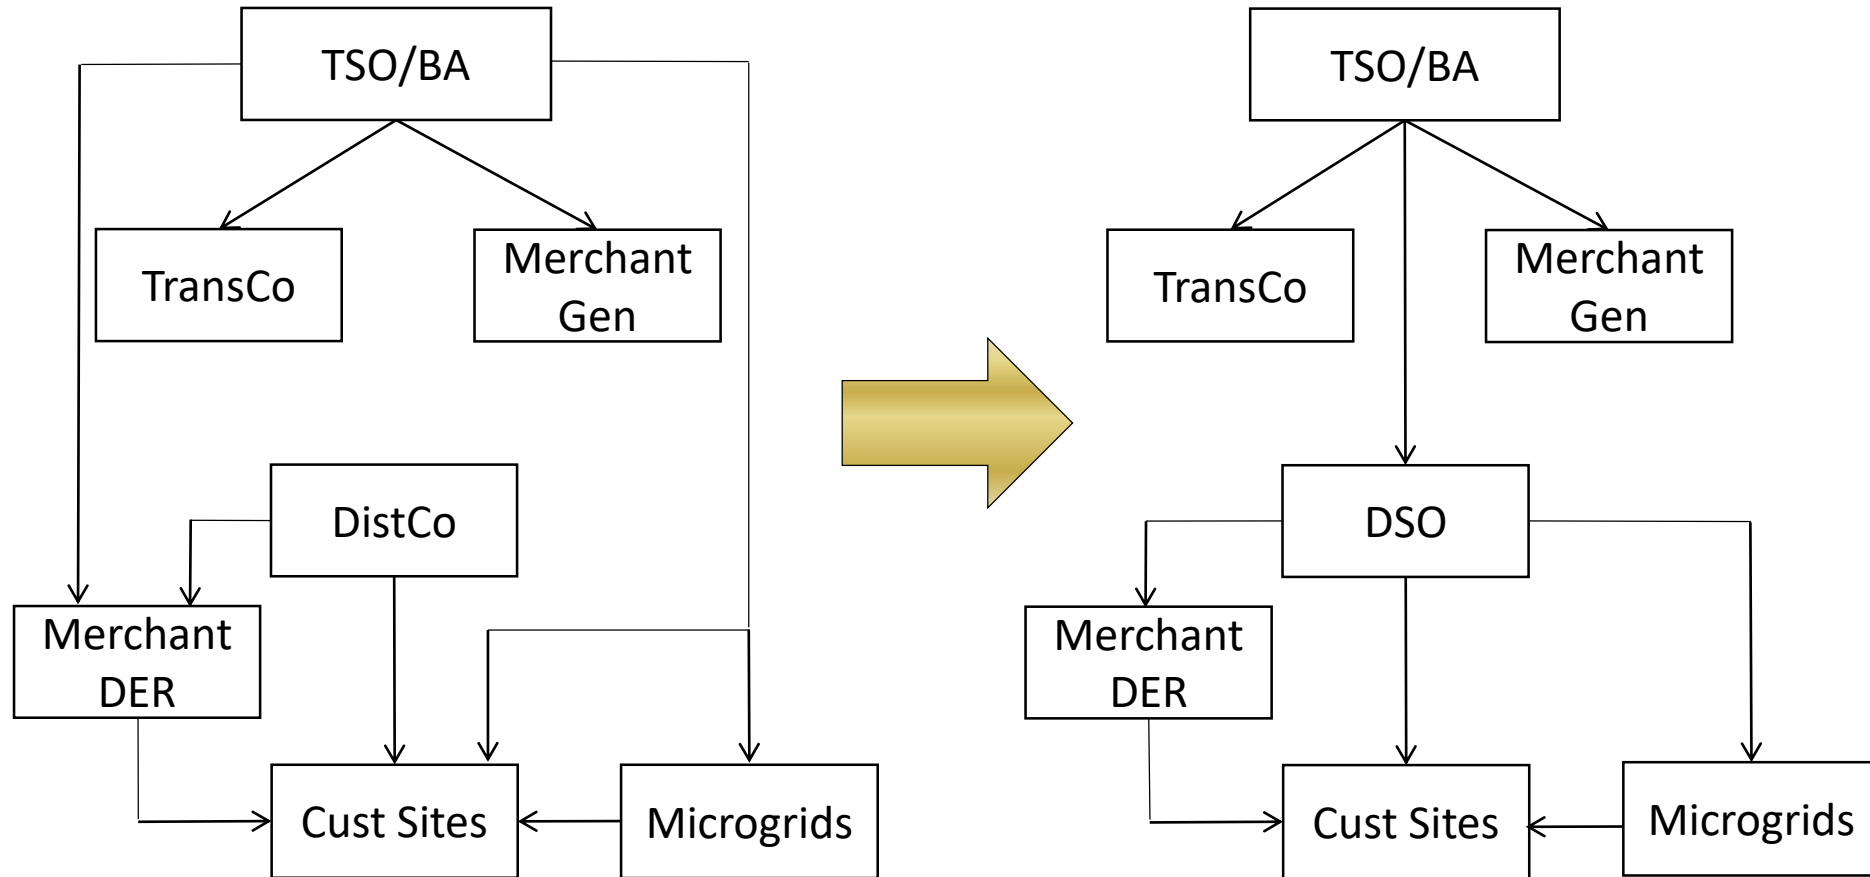 TSO/BA
TransCo
Merchant
Gen
DistCo
Merchant
DER
Cust Sites
Microgrids
TSO/BA
TransCo
Merchant
Gen
DSO
Merchant
DER
Cust Sites
Microgrids